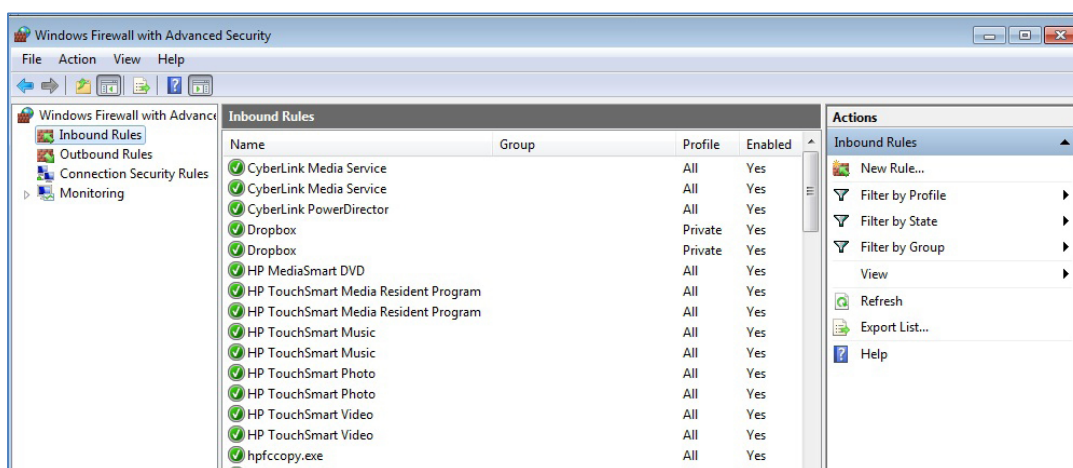 Windows Firewall with Advanced Security
File Action View Help
Windows Firewall with Advance
Inbound Rules
Outbound Rules
Connection Security Rules
Monitoring
Inbound Rules
Name Group Profile Enabled
CyberLink Media Service All Yes
CyberLink Media Service All Yes
CyberLink PowerDirector All Yes
Dropbox Private Yes
Dropbox Private Yes
HP MediaSmart DVD All Yes
HP TouchSmart Media Resident Program All Yes
HP TouchSmart Media Resident Program All Yes
HP TouchSmart Music All Yes
HP TouchSmart Music All Yes
HP TouchSmart Photo All Yes
HP TouchSmart Photo All Yes
HP TouchSmart Video All Yes
HP TouchSmart Video All Yes
hpfccopy.exe All Yes
Actions
Inbound Rules
New Rule...
Filter by Profile
Filter by State
Filter by Group
View
Refresh
Export List...
Help